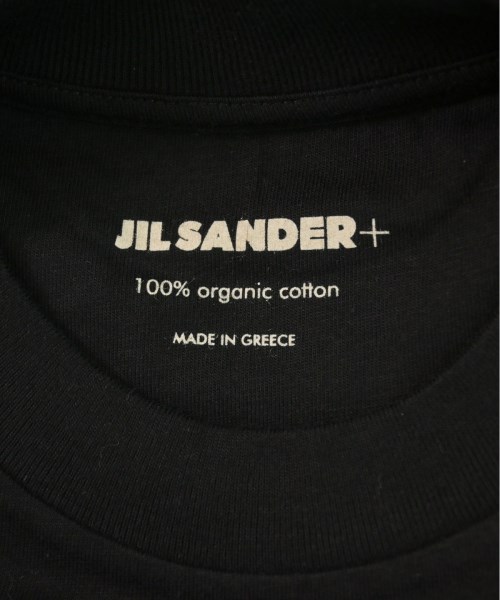 JIL SANDER+
100% organic cotton
MADE IN GREECE